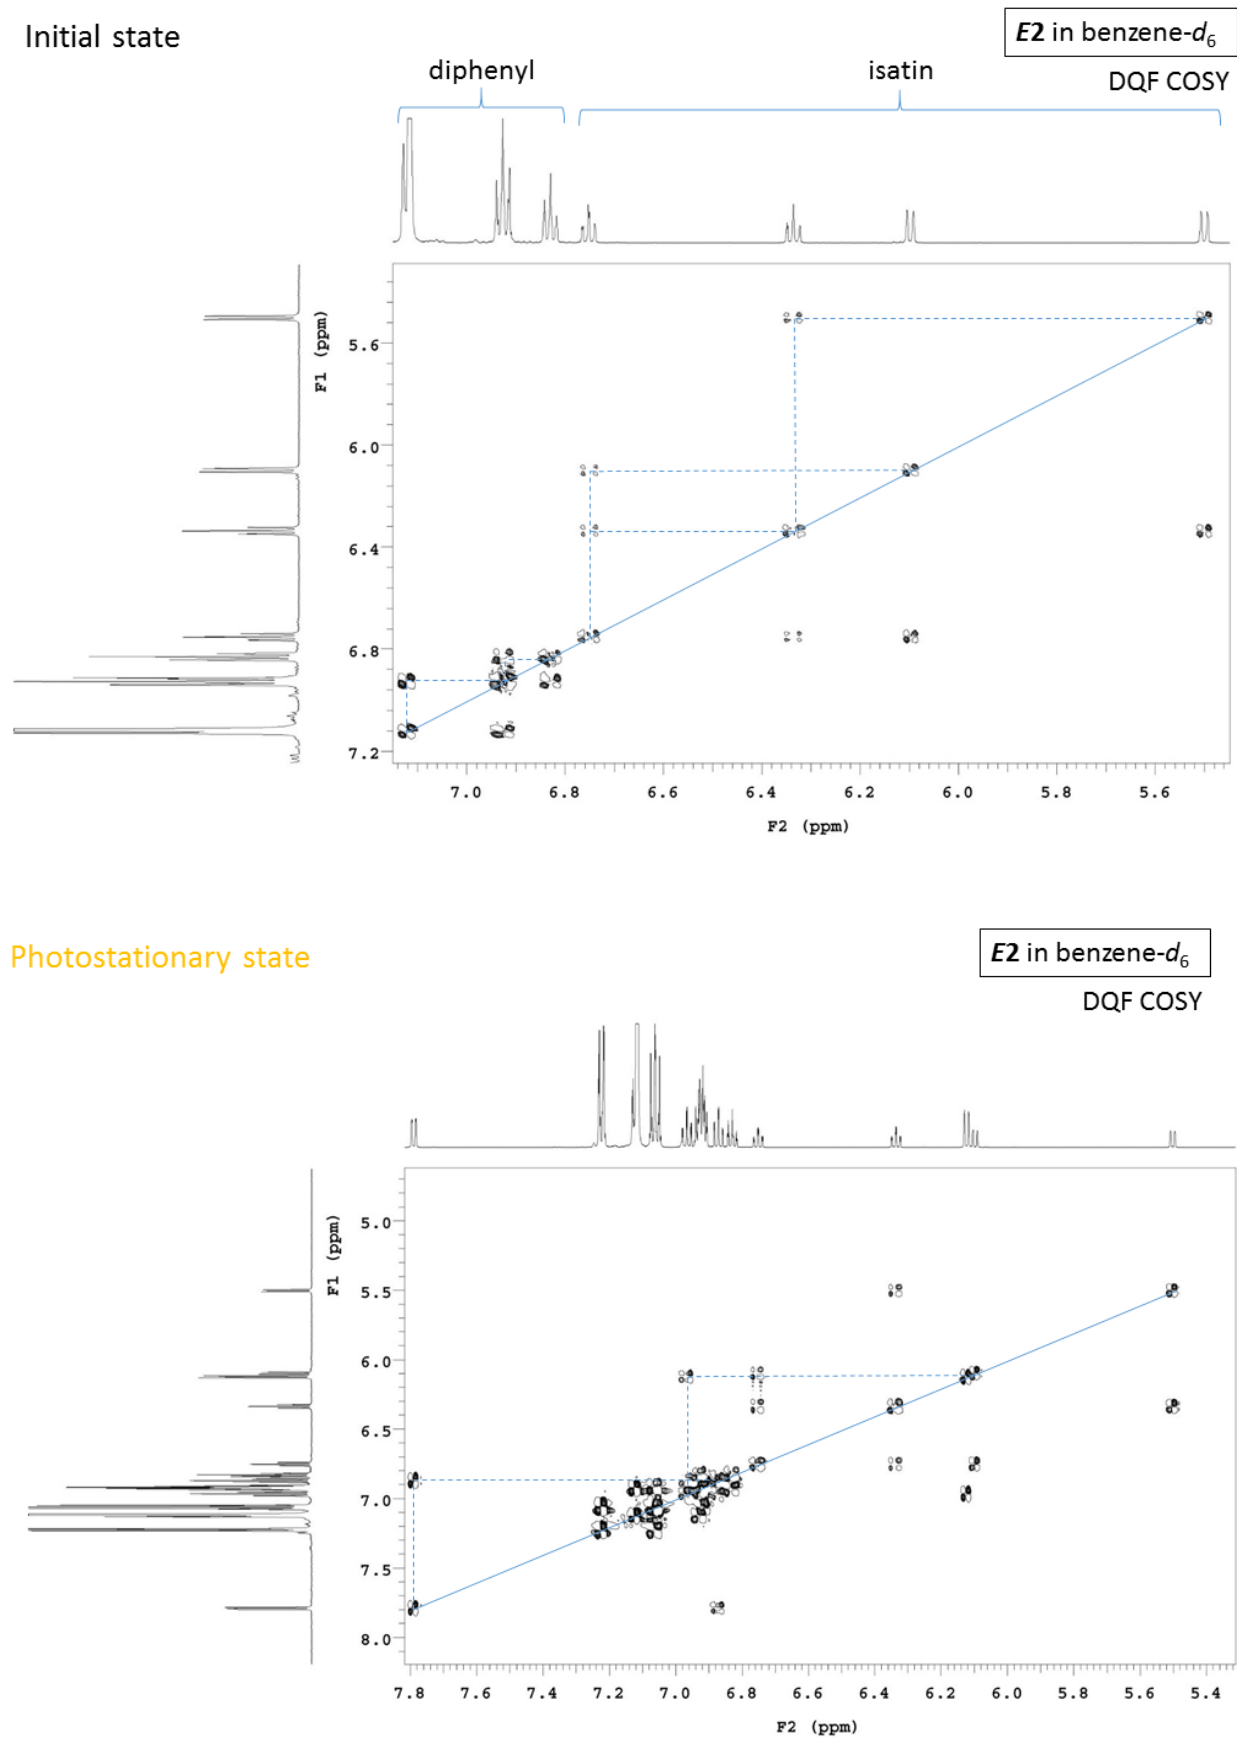 Initial state
E2 in benzene-d6
DQF COSY
diphenyl
isatin
F1 (ppm)
5.6
6.0
6.4
6.8
7.2
7.0 6.8 6.6 6.4 6.2 6.0 5.8 5.6
F2 (ppm)
Photostationary state
E2 in benzene-d6
DQF COSY
F1 (ppm)
5.0
5.5
6.0
6.5
7.0
7.5
8.0
7.8 7.6 7.4 7.2 7.0 6.8 6.6 6.4 6.2 6.0 5.8 5.6 5.4
F2 (ppm)